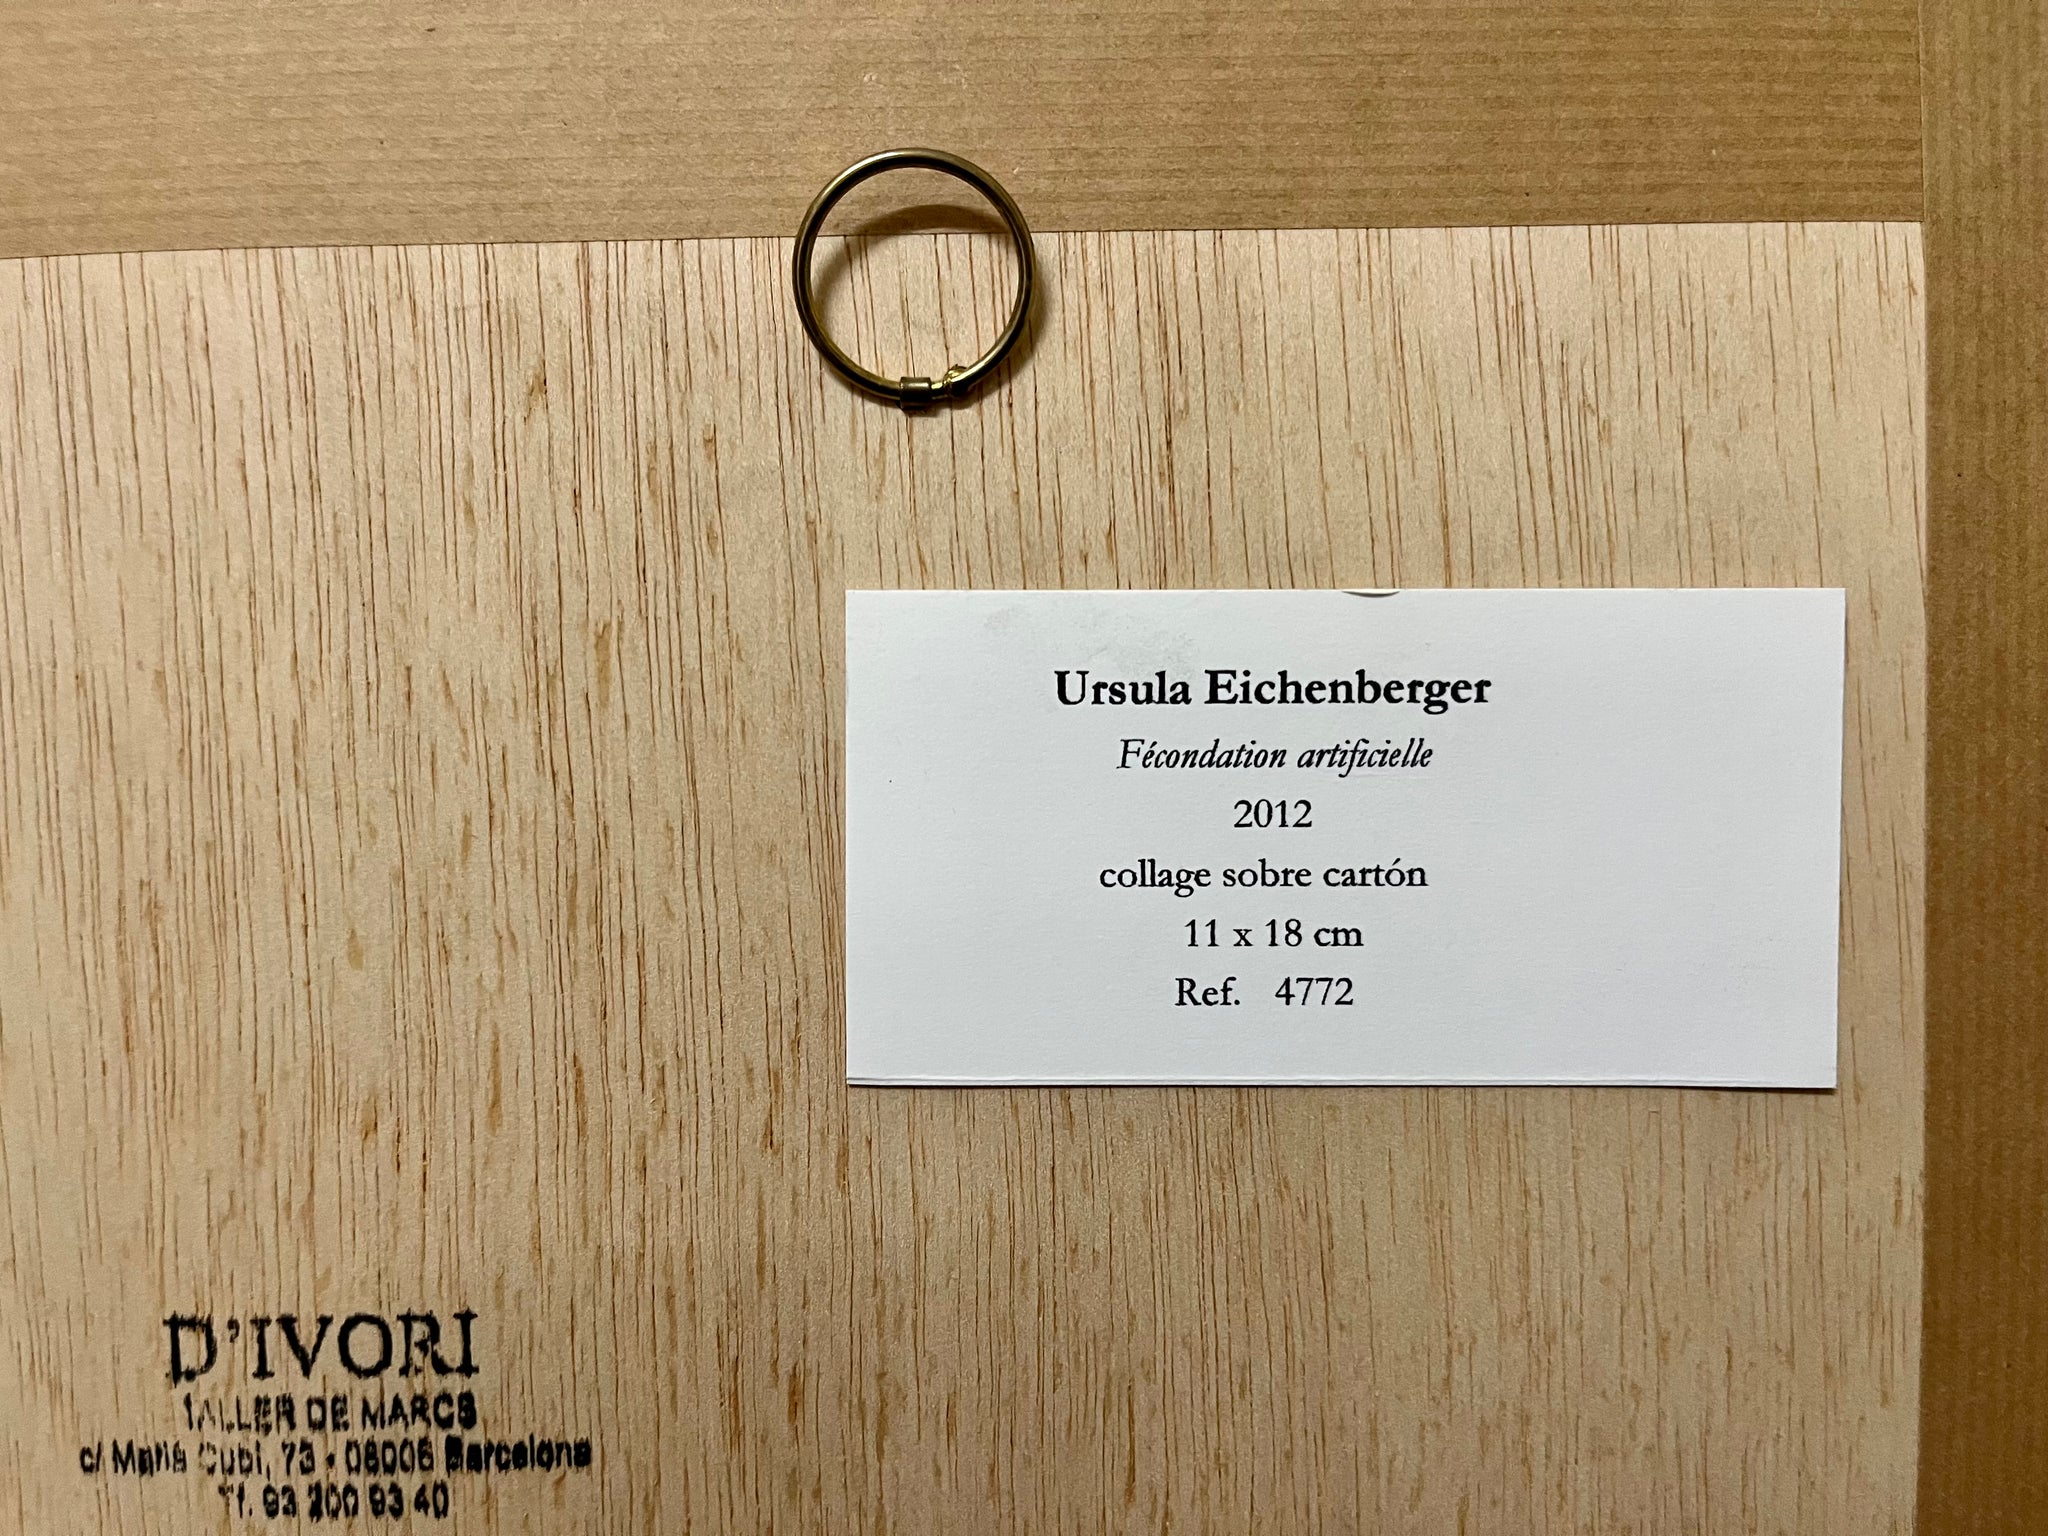 Ursula Eichenberger
Fécondation artificielle
2012
collage sobre cartón
11 x 18 cm
Ref. 4772
D'IVORI
TALLER DE MARCS
c/ Maria Cubí, 73 - 08006 Barcelona
Tf. 93 200 93 40